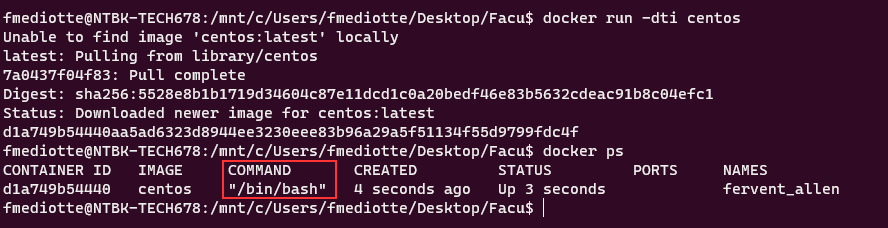 fmediotte@NTBK-TECH678:/mnt/c/Users/fmediotte/Desktop/Facu$ docker run -dti centos
Unable to find image 'centos:latest' locally
latest: Pulling from library/centos
7a0437f04f83: Pull complete
Digest: sha256:5528e8b1b1719d34604c87e11dcd1c0a20bedf46e83b5632cdeac91b8c04efc1
Status: Downloaded newer image for centos:latest
d1a749b54440aa5ad6323d8944ee3230eee83b96a29a5f51134f55d9799fdc4f
fmediotte@NTBK-TECH678:/mnt/c/Users/fmediotte/Desktop/Facu$ docker ps
CONTAINER ID   IMAGE     COMMAND       CREATED         STATUS         PORTS     NAMES
d1a749b54440   centos    "/bin/bash"   4 seconds ago   Up 3 seconds             fervent_allen
fmediotte@NTBK-TECH678:/mnt/c/Users/fmediotte/Desktop/Facu$